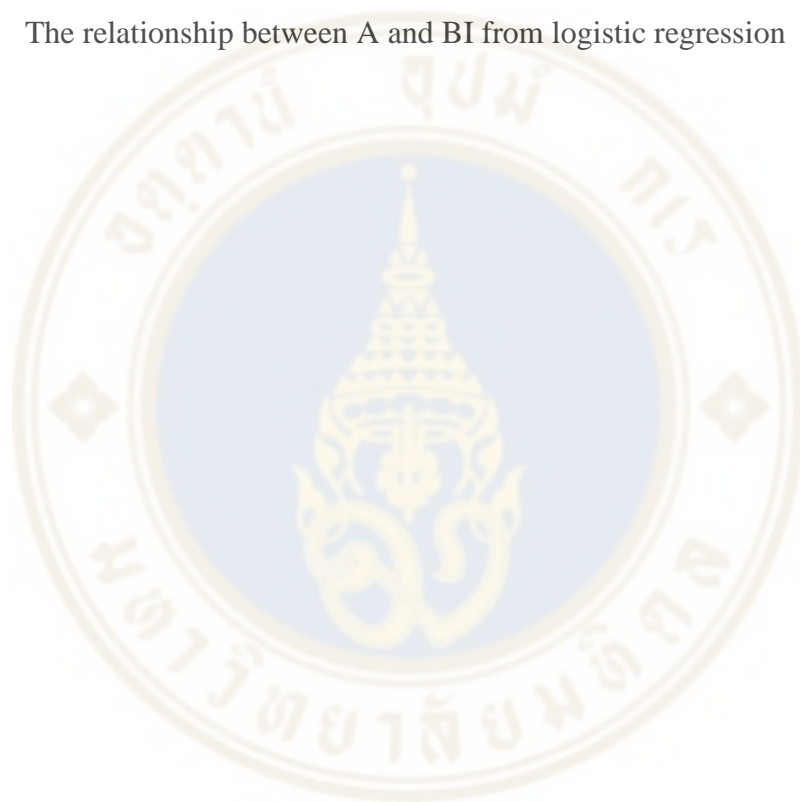 The relationship between A and BI from logistic regression
อตฺตานํ อุปมํ กเร
มหาวิทยาลัยมหิดล